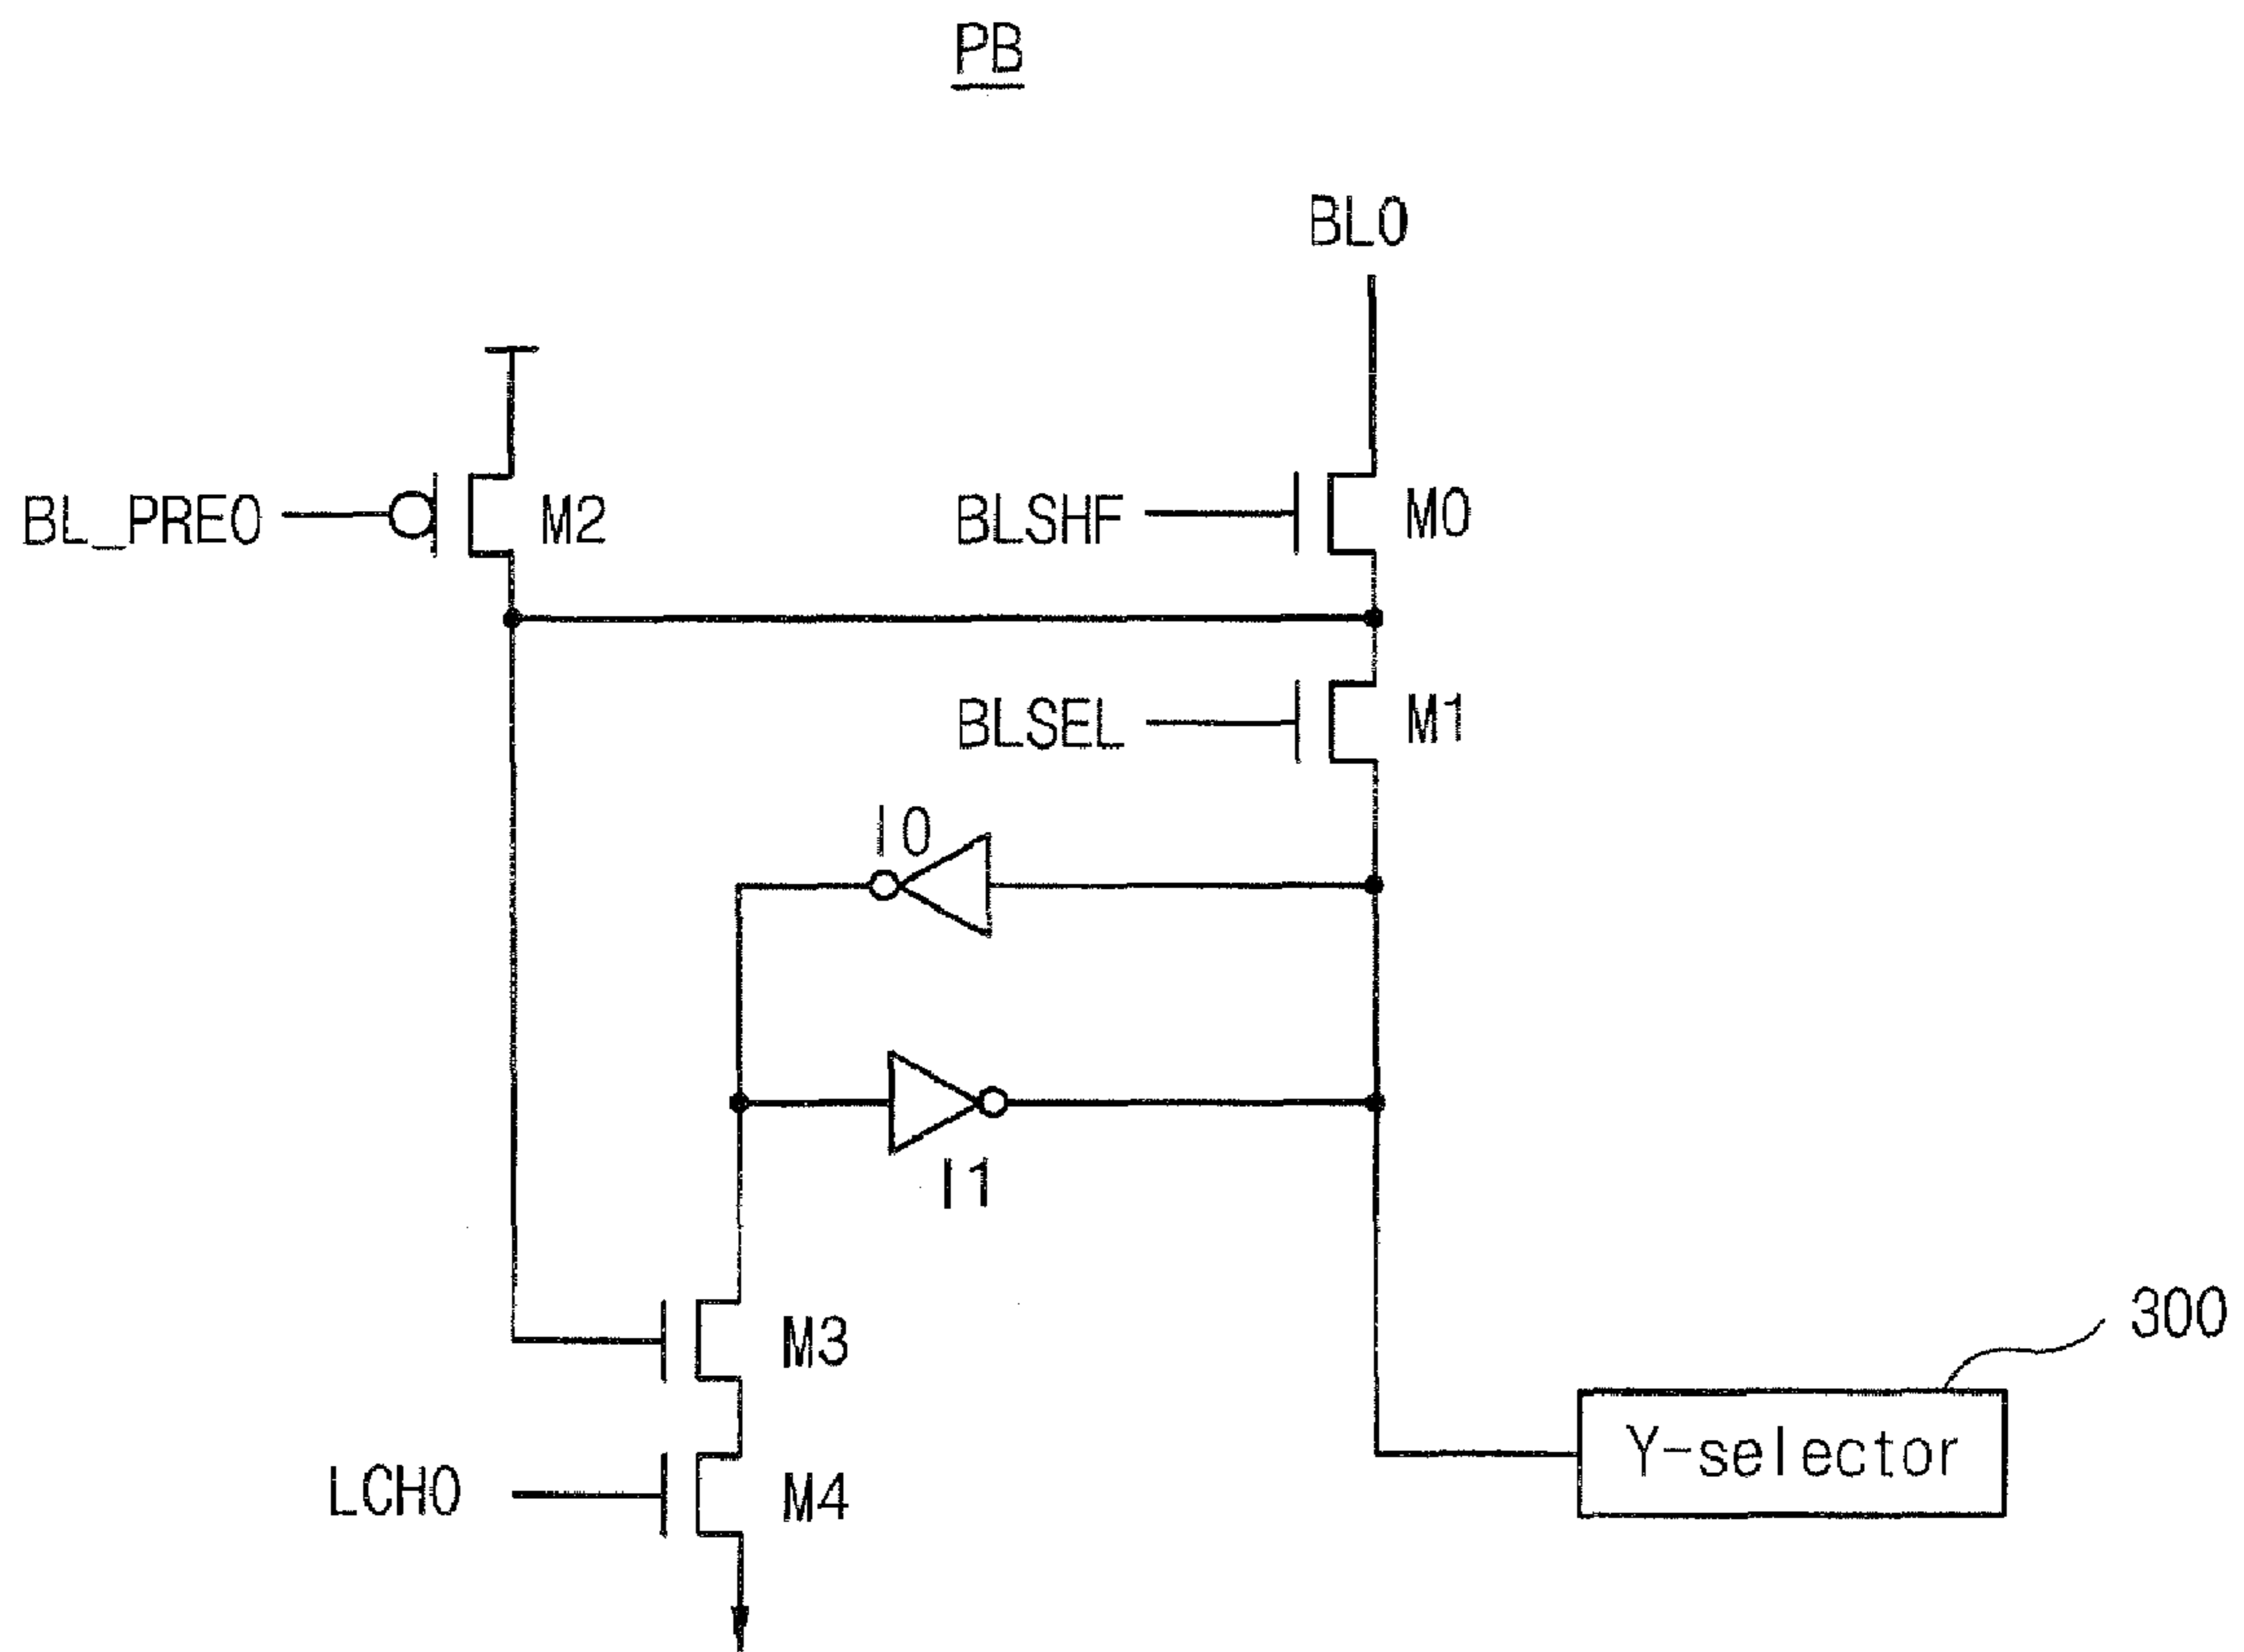 PB
BL0
BL_PRE0
M2
BLSHF
M0
BLSEL
M1
I0
I1
M3
300
Y-selector
LCH0
M4